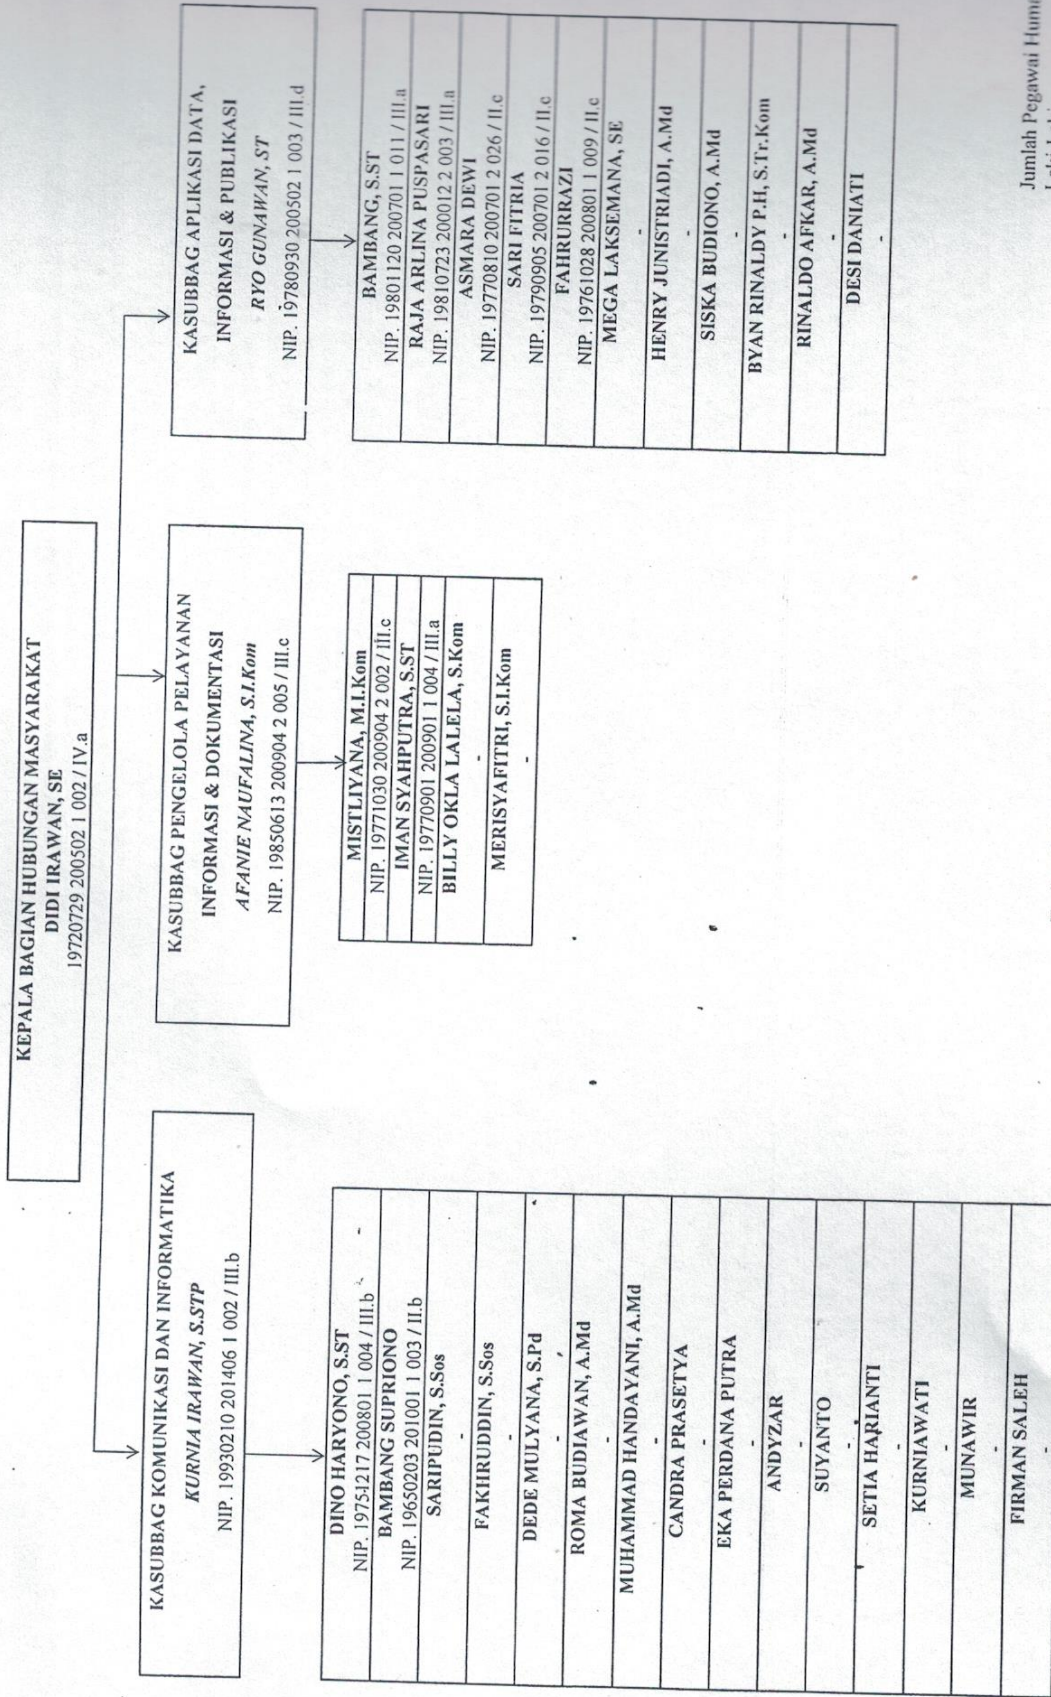 KEPALA BAGIAN HUBUNGAN MASYARAKAT
DIDI IRAWAN, SE
19720729 200502 1 002 / IV.a
KASUBBAG KOMUNIKASI DAN INFORMATIKA
KURNIA IRAWAN, S.STP
NIP. 19930210 201406 1 002 / III.b
DINO HARYONO, S.ST
NIP. 19751217 200801 1 004 / III.b -
BAMBANG SUPRIONO
NIP. 19650203 201001 1 003 / II.b
SARIPUDIN, S.Sos
-
FAKHRUDDIN, S.Sos
-
DEDE MULYANA, S.Pd
-
ROMA BUDIAWAN, A.Md
-
MUHAMMAD HANDAYANI, A.Md
-
CANDRA PRASETYA
-
EKA PERDANA PUTRA
-
ANDYZAR
-
SUYANTO
-
SETIA HARIANTI
-
KURNIAWATI
-
MUNAWIR
-
FIRMAN SALEH
-
KASUBBAG PENGELOLA PELAYANAN
INFORMASI & DOKUMENTASI
AFANIE NAUFALINA, S.I.Kom
NIP. 19850613 200904 2 005 / III.c
MISTLIYANA, M.I.Kom
NIP. 19771030 200904 2 002 / III.c
IMAN SYAHPUTRA, S.ST
NIP. 19770901 200901 1 004 / III.a
BILLY OKLA LALELA, S.Kom
-
MERISYAFITRI, S.I.Kom
-
KASUBBAG APLIKASI DATA,
INFORMASI & PUBLIKASI
RYO GUNAWAN, ST
NIP. 19780930 200502 1 003 / III.d
BAMBANG, S.ST
NIP. 19801120 200701 1 011 / III.a
RAJA ARLINA PUSPASARI
NIP. 19810723 200012 2 003 / III.a
ASMARA DEWI
NIP. 19770810 200701 2 026 / II.c
SARI FITRIA
NIP. 19790905 200701 2 016 / II.c
FAHRURRAZI
NIP. 19761028 200801 1 009 / II.c
MEGA LAKSEMANA, SE
-
HENRY JUNISTRIADI, A.Md
-
SISKA BUDIONO, A.Md
-
BYAN RINALDY P.H, S.Tr.Kom
-
RINALDO AFKAR, A.Md
-
DESI DANIATI
-
Jumlah Pegawai